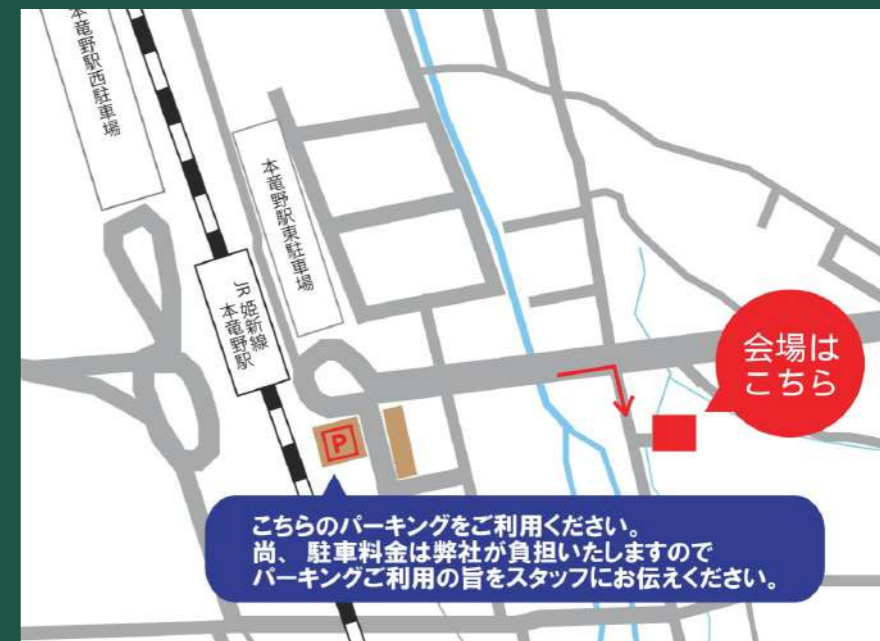 本竜野駅西駐車場
本竜野駅東駐車場
JR 姫新線
本竜野駅
会場は
こちら
P
こちらのパーキングをご利用ください。
尚、駐車料金は弊社が負担いたしますので
パーキングご利用の旨をスタッフにお伝えください。